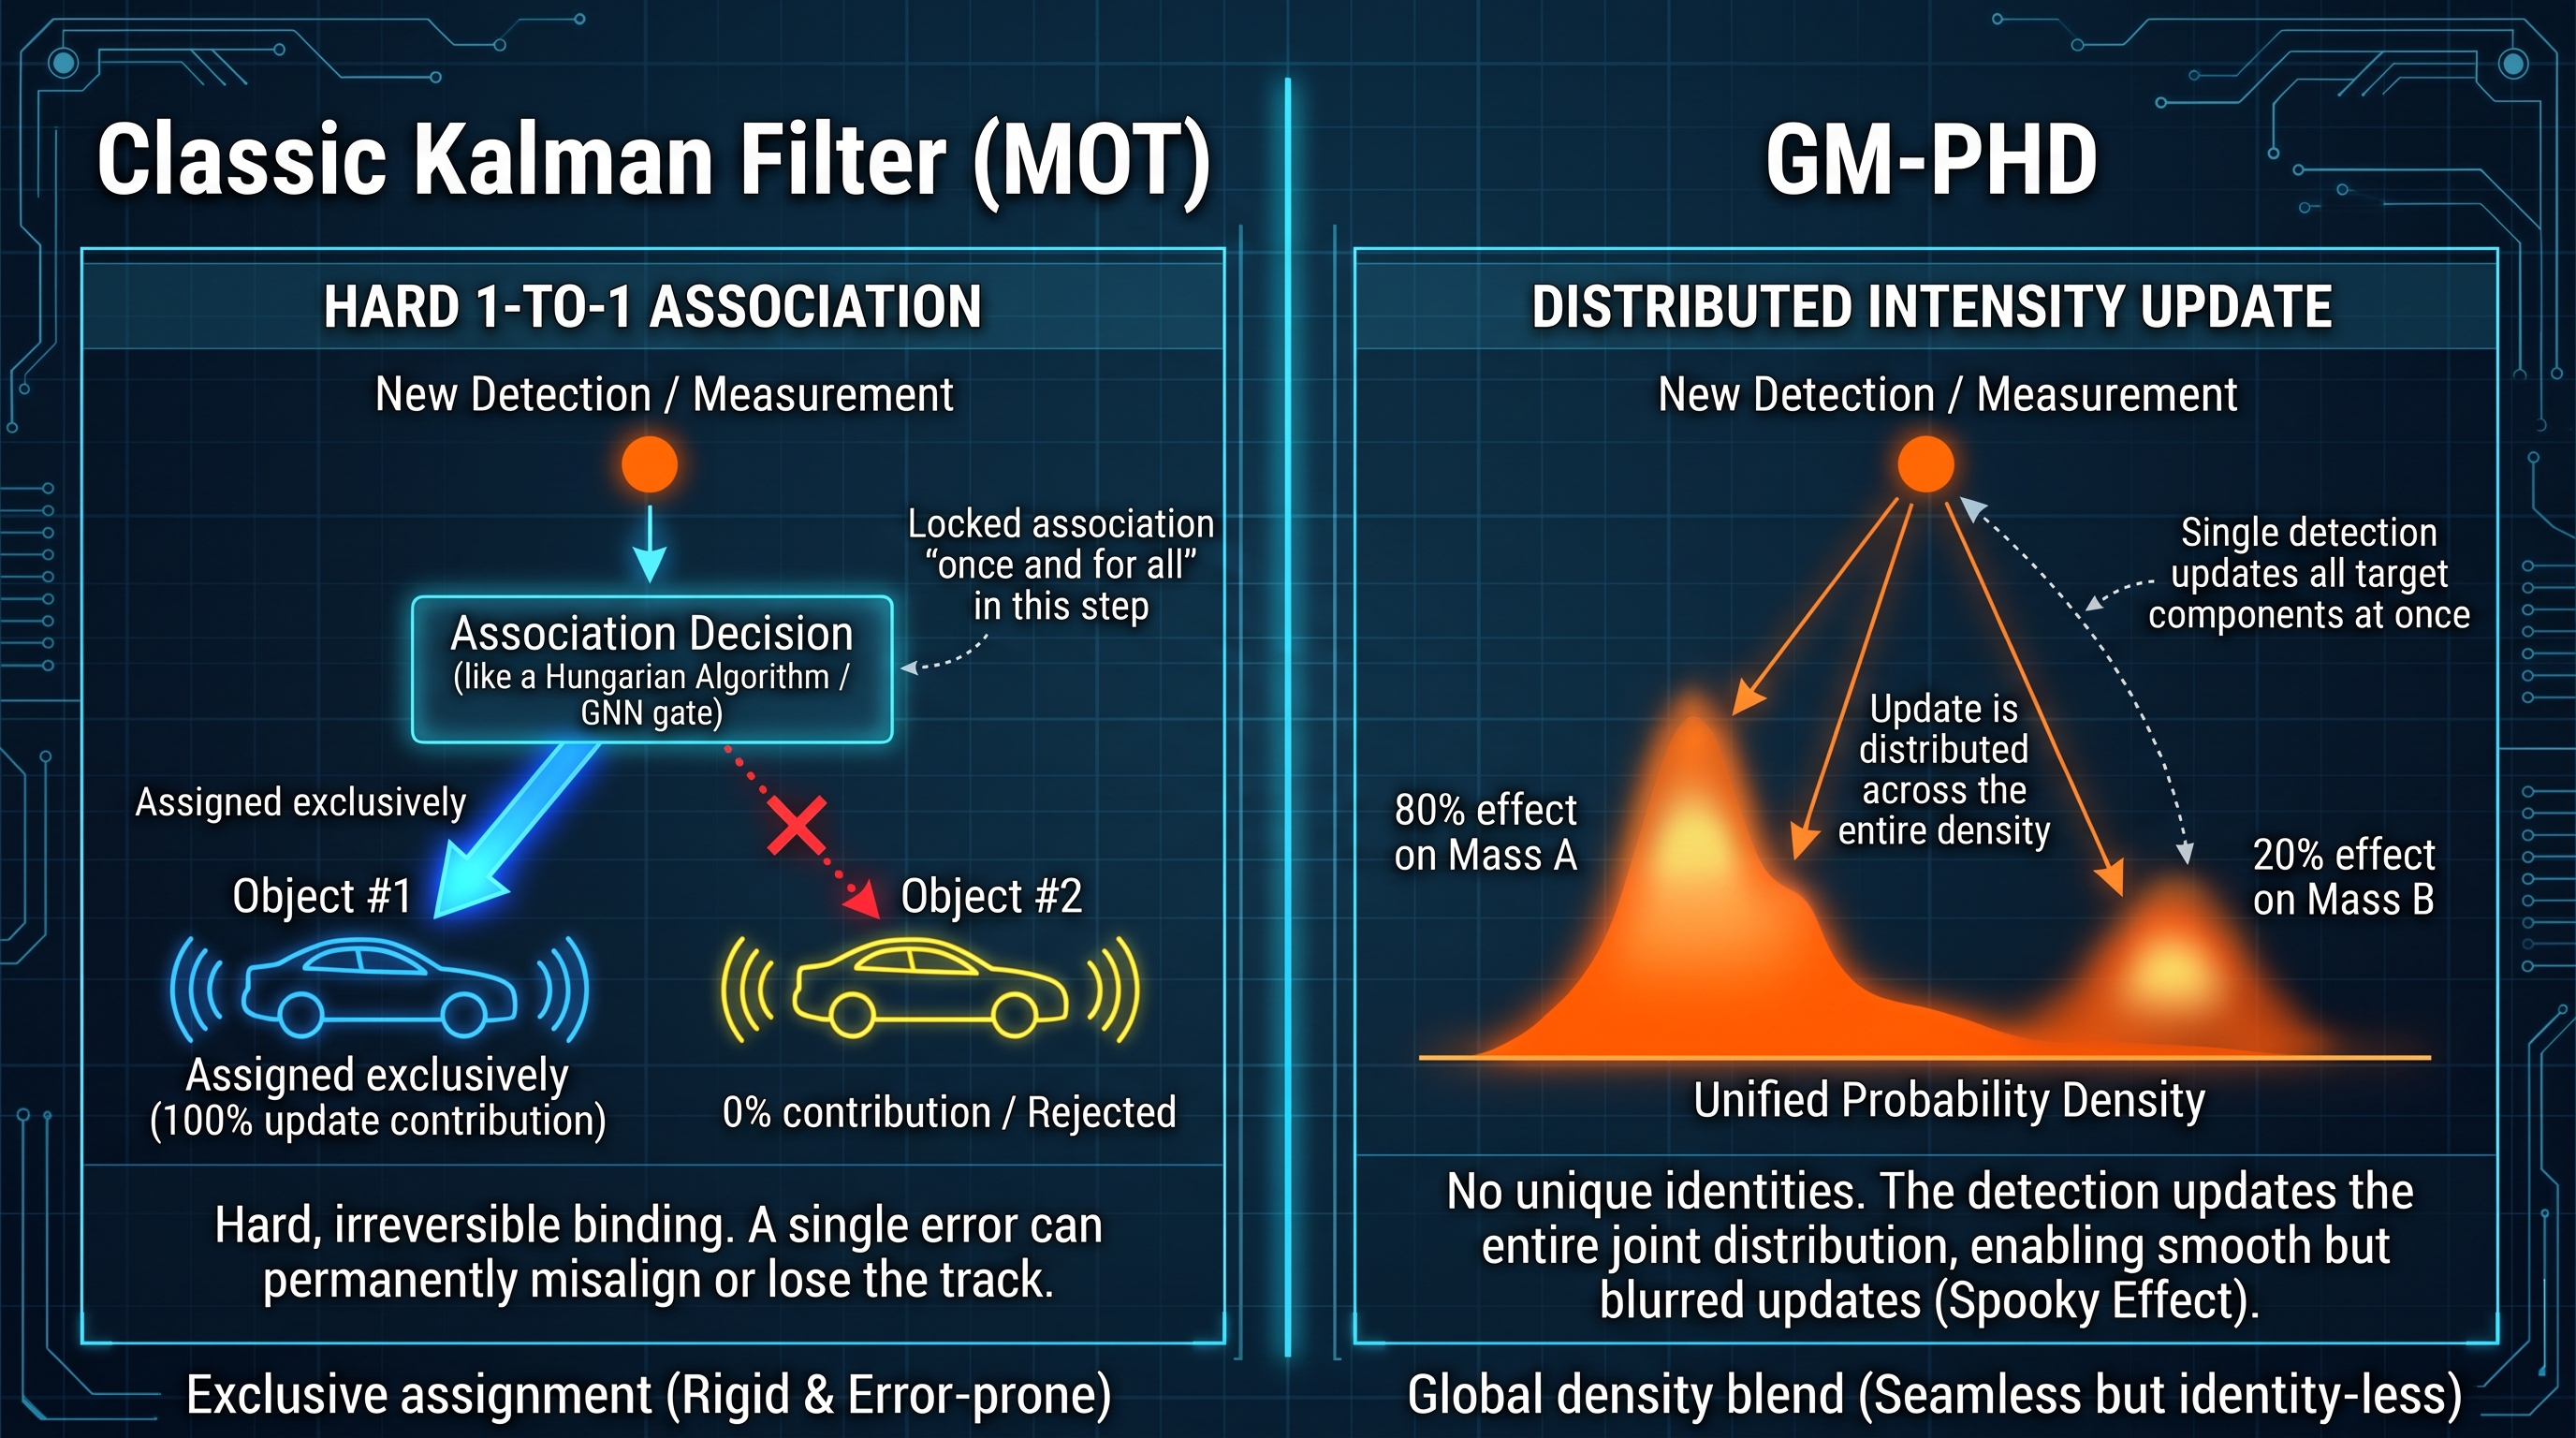 Classic Kalman Filter (MOT)
HARD 1-TO-1 ASSOCIATION
New Detection / Measurement
Locked association
“once and for all”
in this step
Association Decision
(like a Hungarian Algorithm /
GNN gate)
Assigned exclusively
Object #1
Object #2
Assigned exclusively
(100% update contribution)
0% contribution / Rejected
Hard, irreversible binding. A single error can
permanently misalign or lose the track.
Exclusive assignment (Rigid & Error-prone)
GM-PHD
DISTRIBUTED INTENSITY UPDATE
New Detection / Measurement
Single detection
updates all target
components at once
Update is
distributed
across the
entire density
80% effect
on Mass A
20% effect
on Mass B
Unified Probability Density
No unique identities. The detection updates the
entire joint distribution, enabling smooth but
blurred updates (Spooky Effect).
Global density blend (Seamless but identity-less)